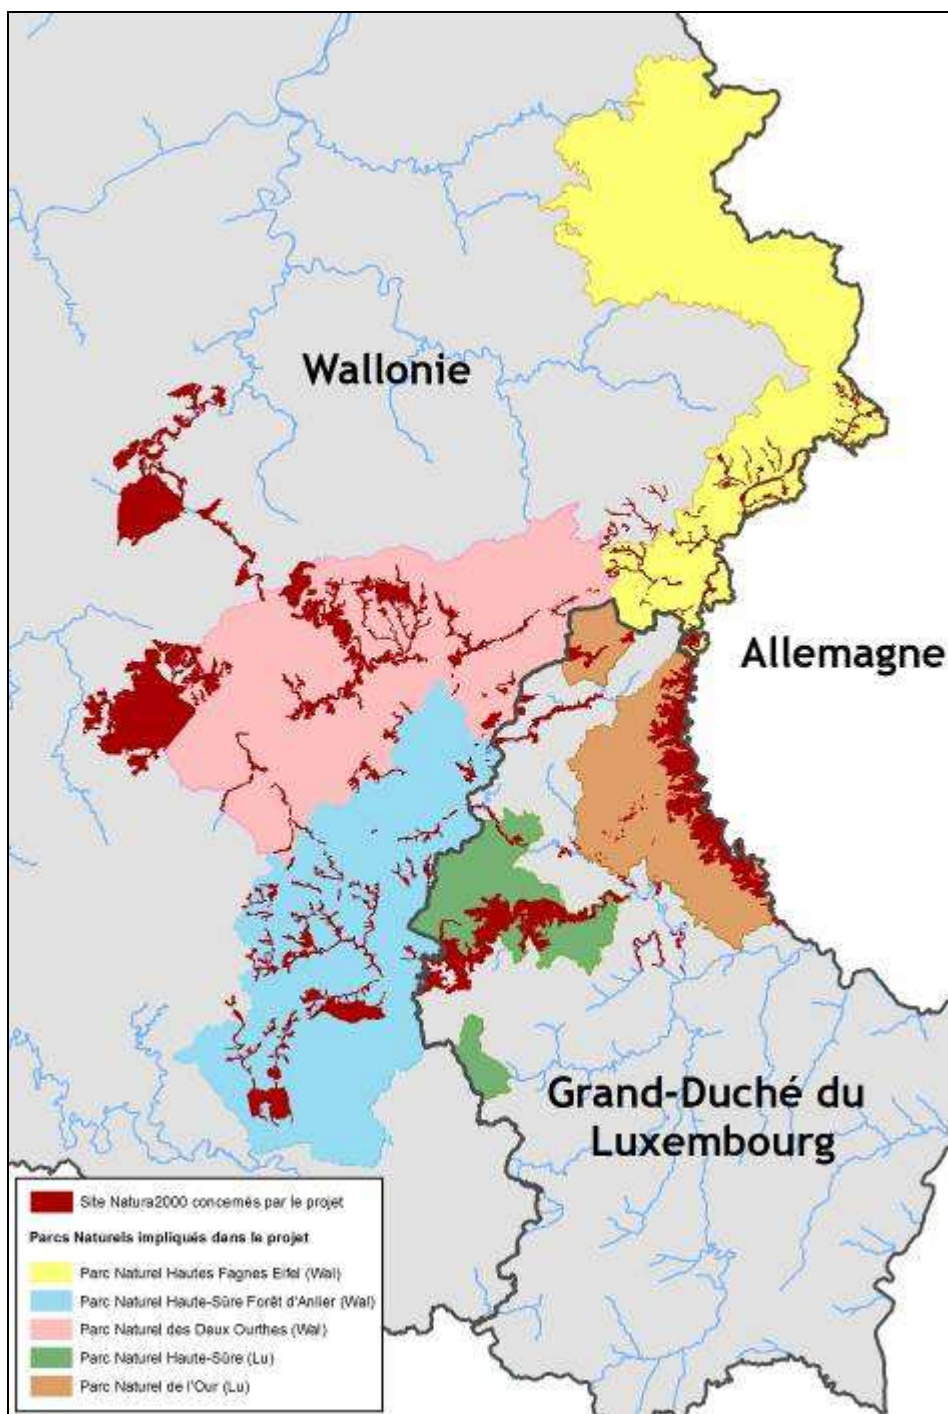 Wallonie
Allemagne
Grand-Duché du
Luxembourg
Site Natura2000 concernés par le projet
Parcs Naturels impliqués dans le projet
Parc Naturel Hautes Fagnes Eifel (Wal)
Parc Naturel Haute-Sûre Forêt d'Anlier (Wal)
Parc Naturel des Deux Ourthes (Wal)
Parc Naturel Haute-Sûre (Lu)
Parc Naturel de l'Our (Lu)